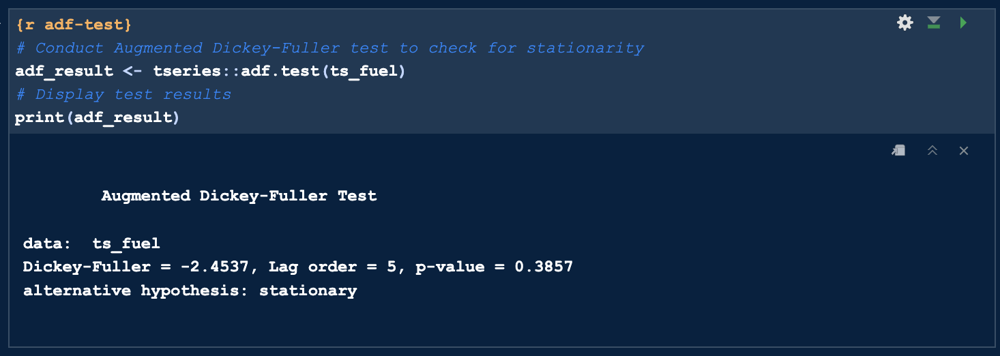 {r adf-test}
# Conduct Augmented Dickey-Fuller test to check for stationarity
adf_result <- tseries::adf.test(ts_fuel)
# Display test results
print(adf_result)
Augmented Dickey-Fuller Test
data:  ts_fuel
Dickey-Fuller = -2.4537, Lag order = 5, p-value = 0.3857
alternative hypothesis: stationary